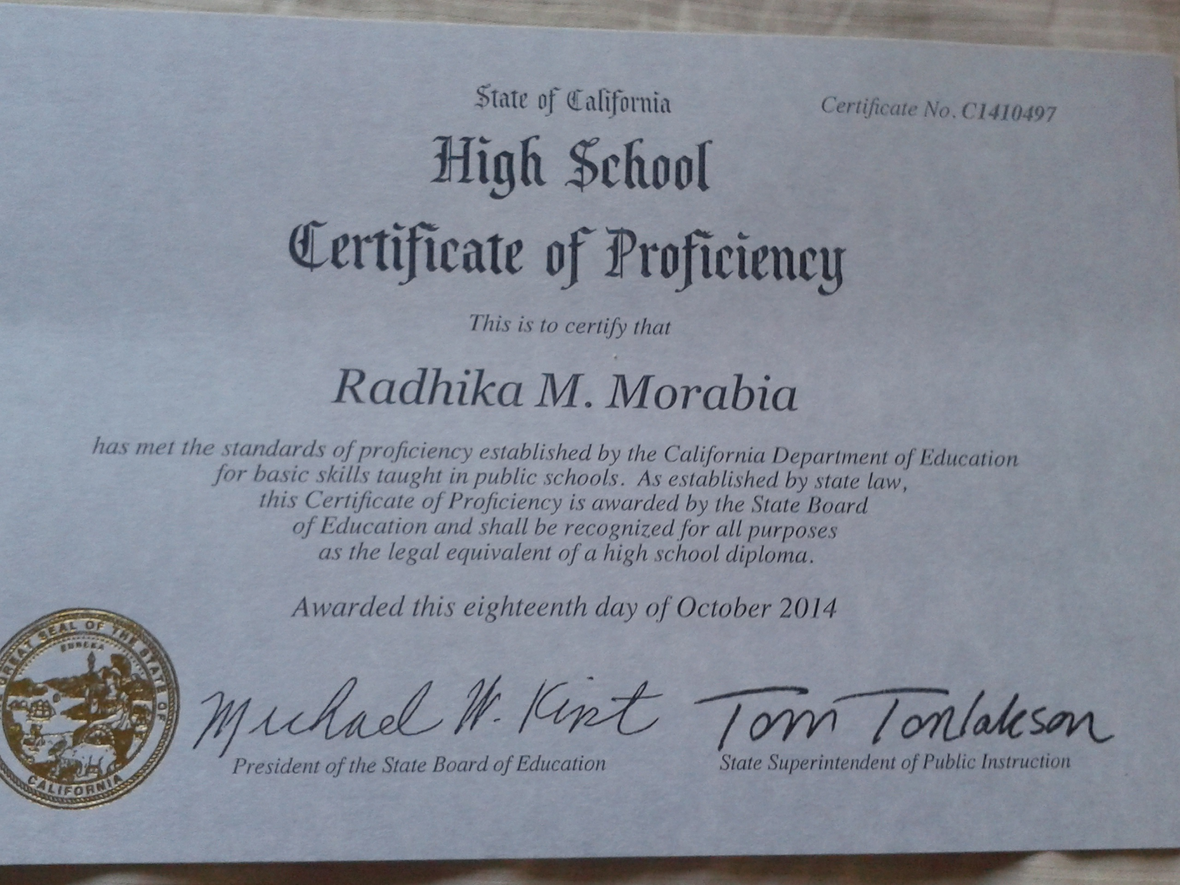 State of California
Certificate No. C1410497
High School
Certificate of Proficiency
This is to certify that
Radhika M. Morabia
has met the standards of proficiency established by the California Department of Education
for basic skills taught in public schools. As established by state law,
this Certificate of Proficiency is awarded by the State Board
of Education and shall be recognized for all purposes
as the legal equivalent of a high school diploma.
Awarded this eighteenth day of October 2014
GREAT SEAL OF THE STATE OF CALIFORNIA
EUREKA
Michael W. Kirst
Tom Torlakson
President of the State Board of Education
State Superintendent of Public Instruction